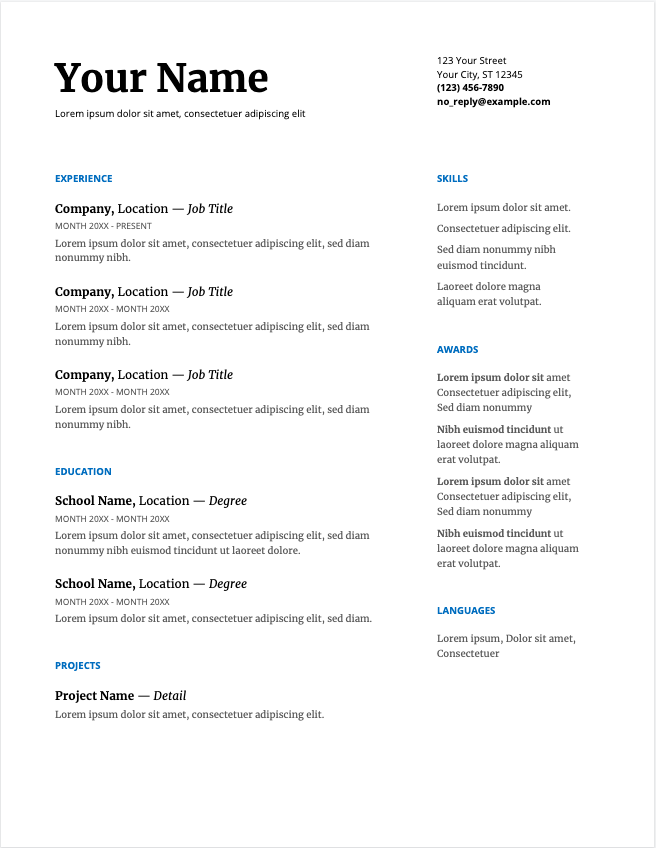 Your Name
Lorem ipsum dolor sit amet, consectetuer adipiscing elit
123 Your Street
Your City, ST 12345
(123) 456-7890
no_reply@example.com
EXPERIENCE
Company, Location — Job Title
MONTH 20XX - PRESENT
Lorem ipsum dolor sit amet, consectetuer adipiscing elit, sed diam
nonummy nibh.
Company, Location — Job Title
MONTH 20XX - MONTH 20XX
Lorem ipsum dolor sit amet, consectetuer adipiscing elit, sed diam
nonummy nibh.
Company, Location — Job Title
MONTH 20XX - MONTH 20XX
Lorem ipsum dolor sit amet, consectetuer adipiscing elit, sed diam
nonummy nibh.
EDUCATION
School Name, Location — Degree
MONTH 20XX - MONTH 20XX
Lorem ipsum dolor sit amet, consectetuer adipiscing elit, sed diam
nonummy nibh euismod tincidunt ut laoreet dolore.
School Name, Location — Degree
MONTH 20XX - MONTH 20XX
Lorem ipsum dolor sit amet, consectetuer adipiscing elit, sed diam.
PROJECTS
Project Name — Detail
Lorem ipsum dolor sit amet, consectetuer adipiscing elit.
SKILLS
Lorem ipsum dolor sit amet.
Consectetuer adipiscing elit.
Sed diam nonummy nibh
euismod tincidunt.
Laoreet dolore magna
aliquam erat volutpat.
AWARDS
Lorem ipsum dolor sit amet
Consectetuer adipiscing elit,
Sed diam nonummy
Nibh euismod tincidunt ut
laoreet dolore magna aliquam
erat volutpat.
Lorem ipsum dolor sit amet
Consectetuer adipiscing elit,
Sed diam nonummy
Nibh euismod tincidunt ut
laoreet dolore magna aliquam
erat volutpat.
LANGUAGES
Lorem ipsum, Dolor sit amet,
Consectetuer